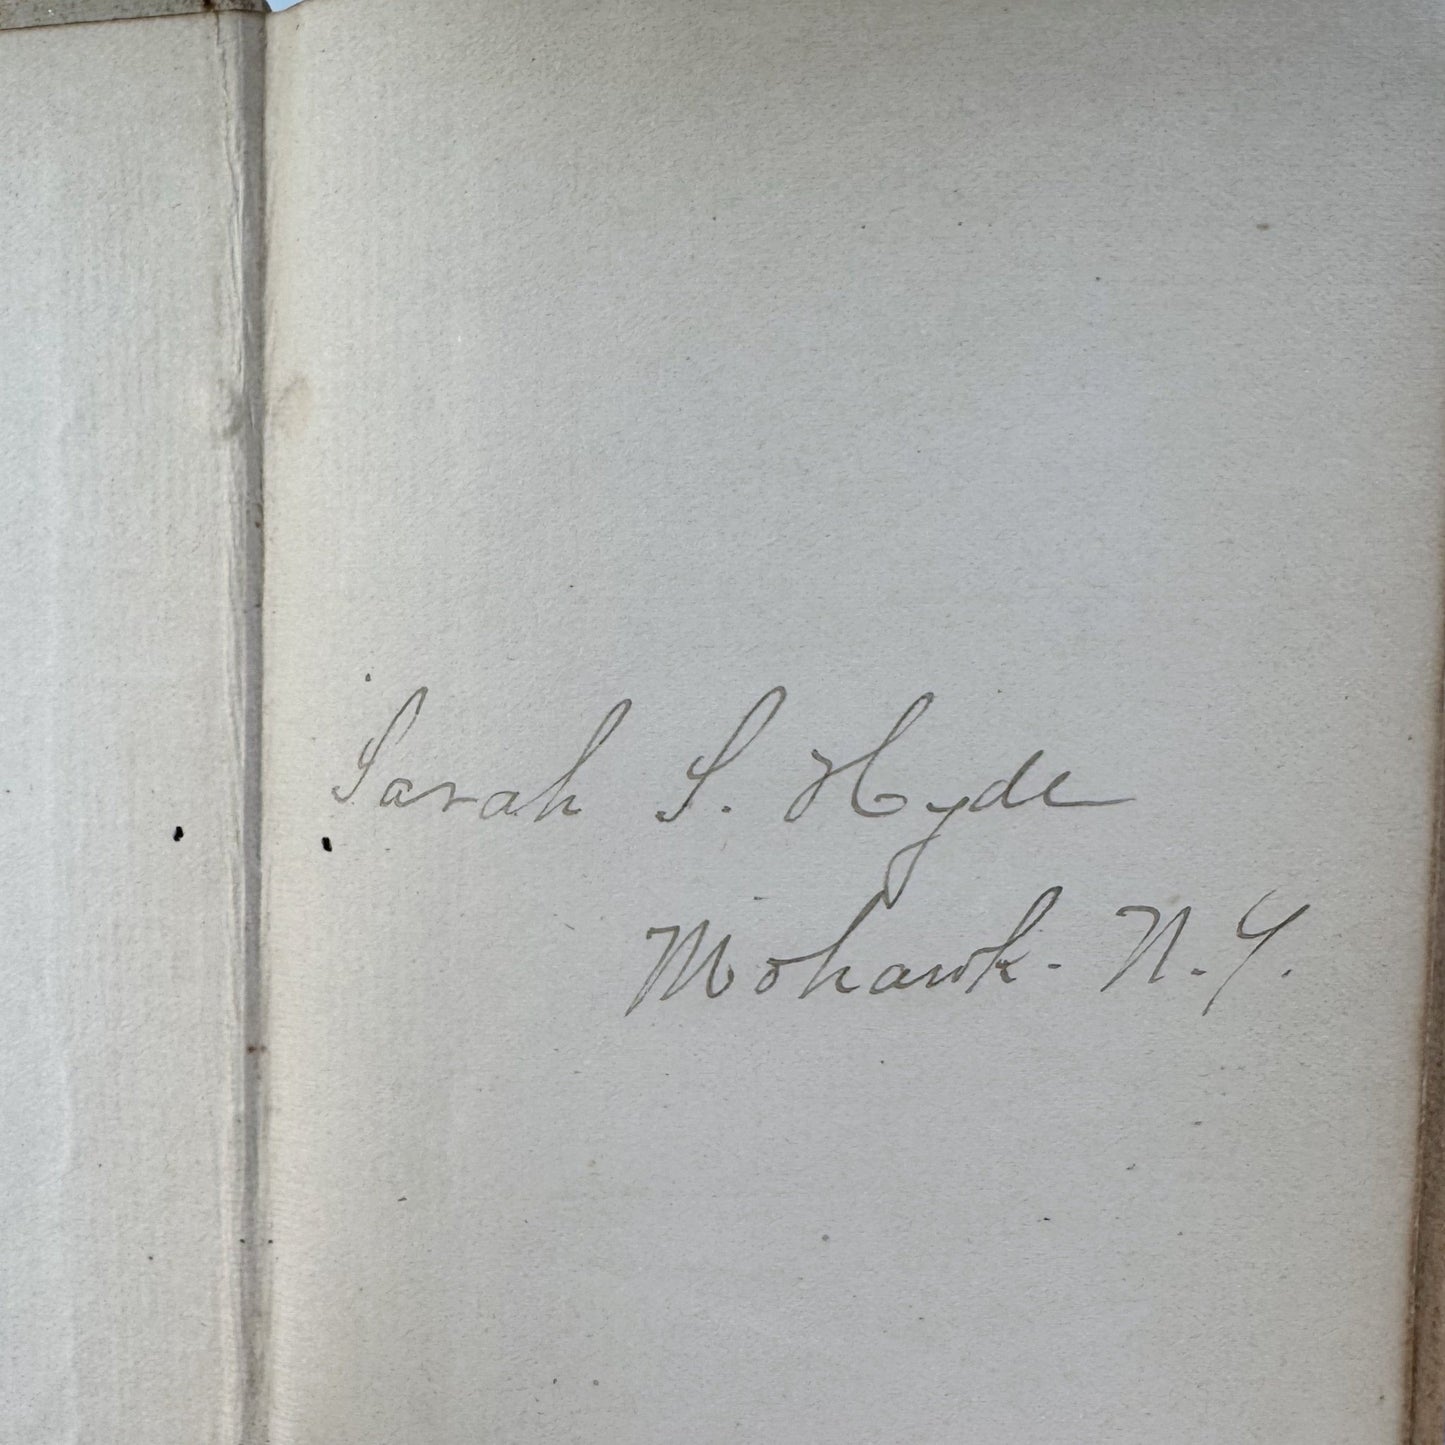 Sarah S. Hyde
Mohawk - N.Y.